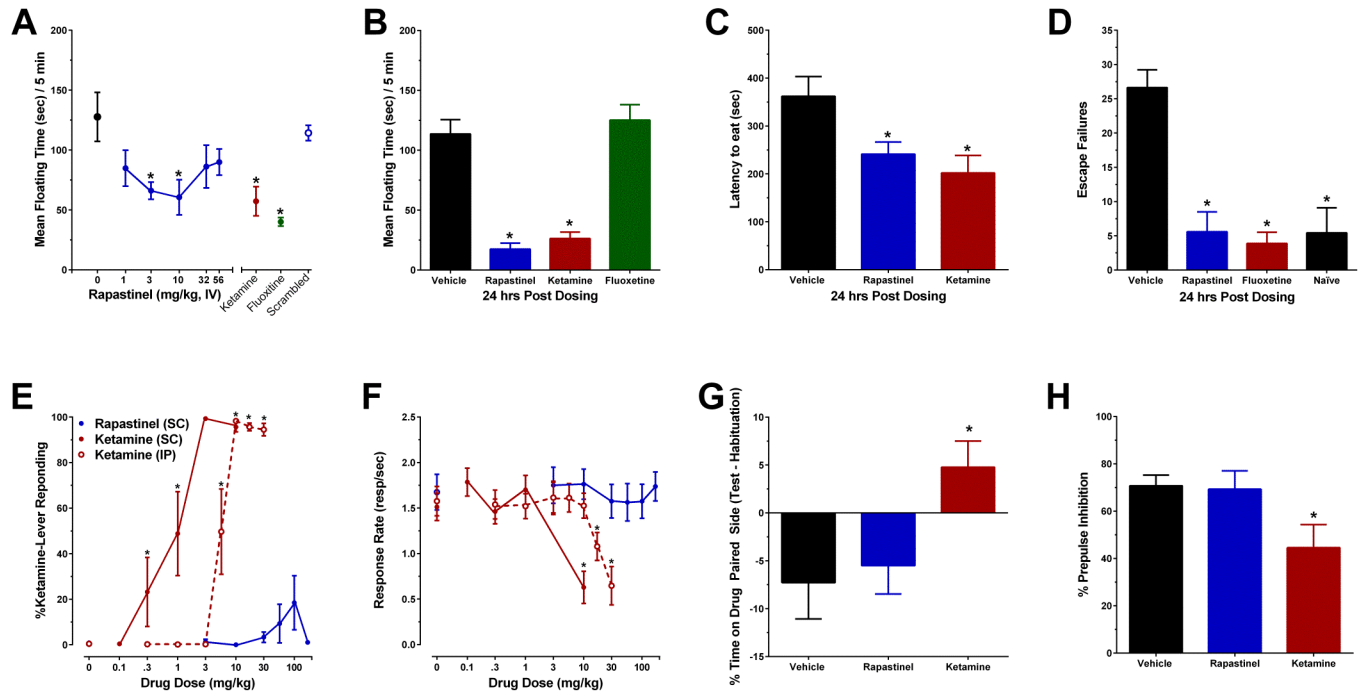 A
Mean Floating Time (sec) / 5 min
200
150
100
50
0
*
*
*
*
0
1
3
10
32
56
Rapastinel (mg/kg, IV)
Ketamine
Fluoxitine
Scrambled
B
Mean Floating Time (sec) / 5 min
200
150
100
50
0
*
*
Vehicle
Rapastinel
Ketamine
Fluoxetine
24 hrs Post Dosing
C
Latency to eat (sec)
500
400
350
300
250
200
150
100
50
0
*
*
Vehicle
Rapastinel
Ketamine
24 hrs Post Dosing
D
Escape Failures
35
30
25
20
15
10
5
0
*
*
*
Vehicle
Rapastinel
Fluoxetine
Naïve
24 hrs Post Dosing
E
%Ketamine-Lever Reponding
100
80
60
40
20
0
Rapastinel (SC)
Ketamine (SC)
Ketamine (IP)
*
*
*
*
*
*
0
0.1
.3
1
3
10
30
100
Drug Dose (mg/kg)
F
Response Rate (resp/sec)
2.5
2.0
1.5
1.0
0.5
0.0
*
*
*
0
0.1
.3
1
3
10
30
100
Drug Dose (mg/kg)
G
% Time on Drug Paired Side (Test - Habituation)
10
5
0
-5
-10
-15
*
Vehicle
Rapastinel
Ketamine
H
% Prepulse Inhibition
100
90
80
70
60
40
20
0
*
Vehicle
Rapastinel
Ketamine